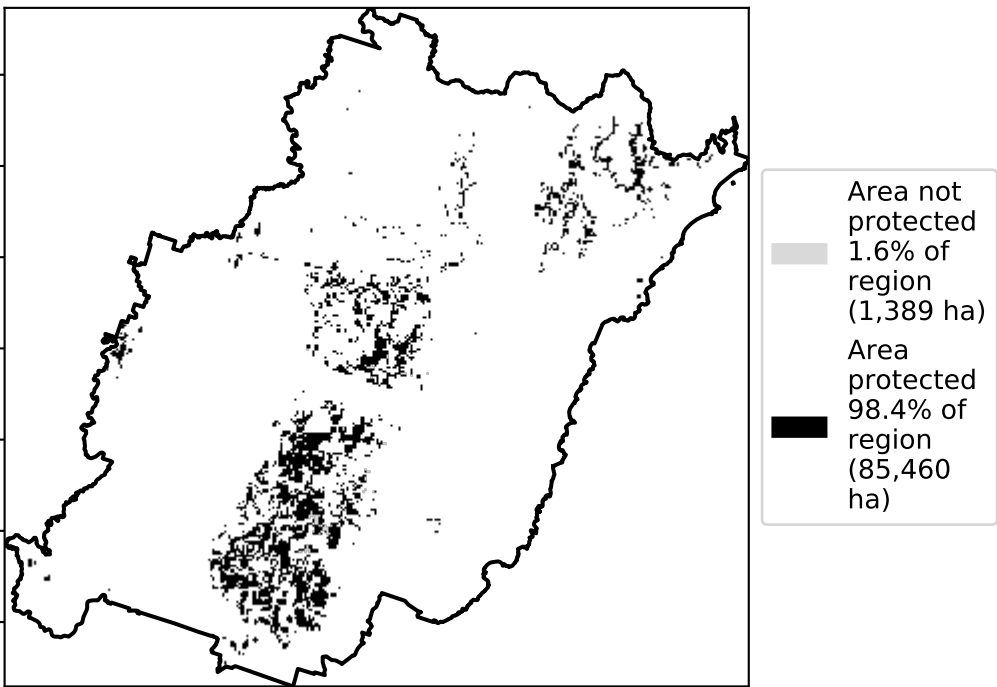 Area not
protected
1.6% of
region
(1,389 ha)
Area
protected
98.4% of
region
(85,460
ha)